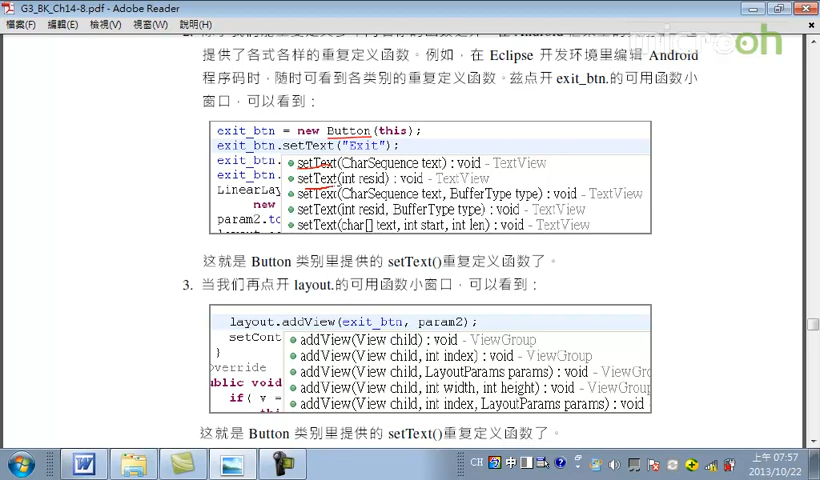 G3_BK_Ch14-8.pdf - Adobe Reader
檔案(F) 編輯(E) 檢視(V) 視窗(W) 說明(H)
microoh
提供了各式各样的重复定义函数。例如，在 Eclipse 开发环境里编辑 Android
程序码时，随时可看到各类别的重复定义函数。兹点开 exit_btn.的可用函数小
窗口，可以看到：
exit_btn = new Button(this);
exit_btn.setText("Exit");
exit_btn. setText(CharSequence text) : void - TextView
exit_btn. setText(int resid) : void - TextView
LinearLay setText(CharSequence text, BufferType type) : void - TextView
new setText(int resid, BufferType type) : void - TextView
param2.to setText(char[] text, int start, int len) : void - TextView
这就是 Button 类别里提供的 setText()重复定义函数了。
3. 当我们再点开 layout.的可用函数小窗口，可以看到：
layout.addView(exit_btn, param2);
setCont addView(View child) : void - ViewGroup
} addView(View child, int index) : void - ViewGroup
verride addView(View child, LayoutParams params) : void - ViewGroup
ublic void addView(View child, int width, int height) : void - ViewGrou
if( v = addView(View child, int index, LayoutParams params) : void
这就是 Button 类别里提供的 setText()重复定义函数了。
CH 中 上午 07:57
2013/10/22